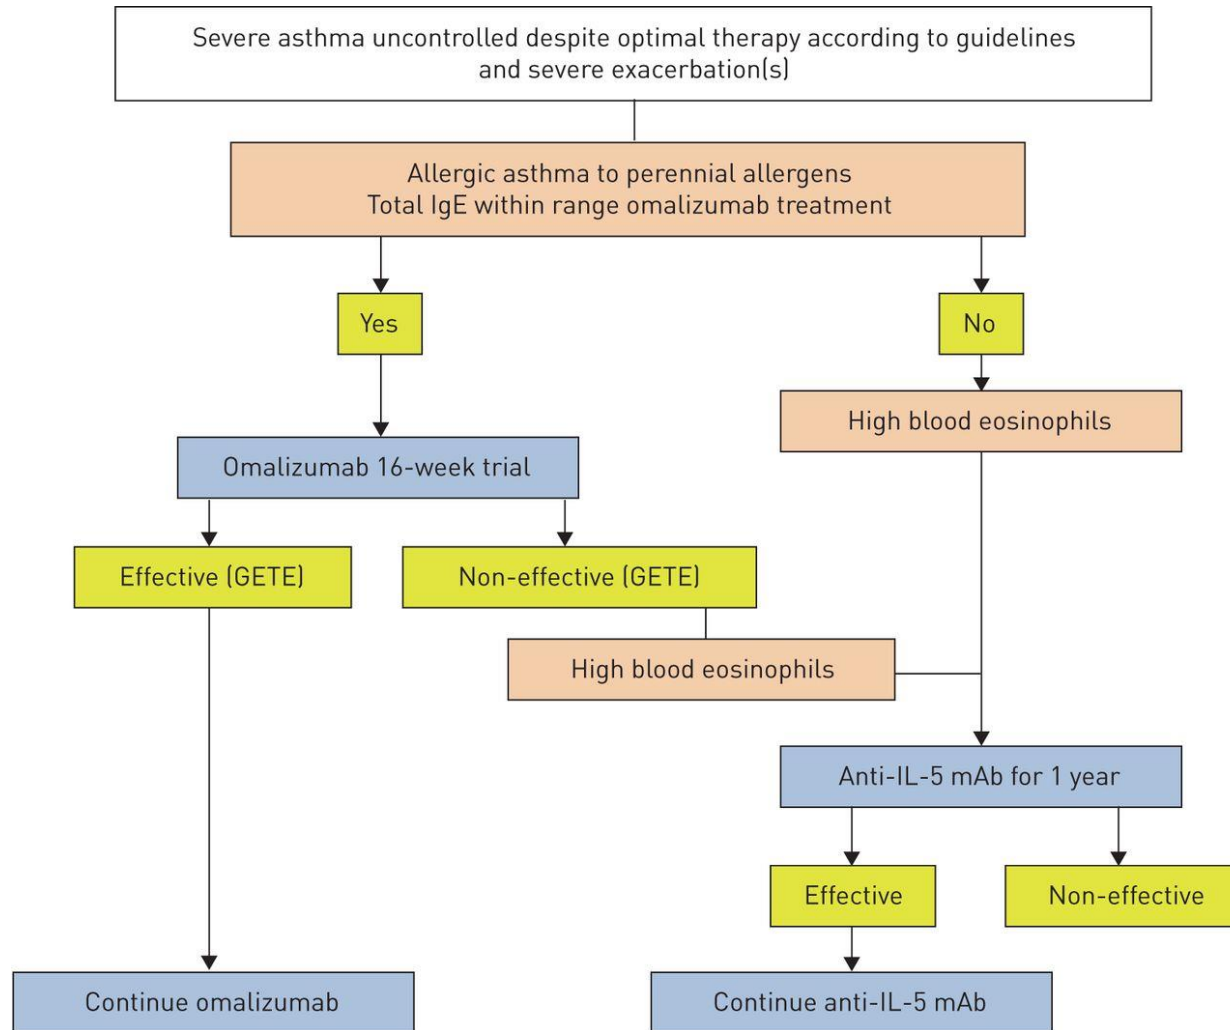 Severe asthma uncontrolled despite optimal therapy according to guidelines
and severe exacerbation(s)
Allergic asthma to perennial allergens
Total IgE within range omalizumab treatment
Yes
No
High blood eosinophils
Omalizumab 16-week trial
Effective (GETE)
Non-effective (GETE)
High blood eosinophils
Anti-IL-5 mAb for 1 year
Effective
Non-effective
Continue omalizumab
Continue anti-IL-5 mAb